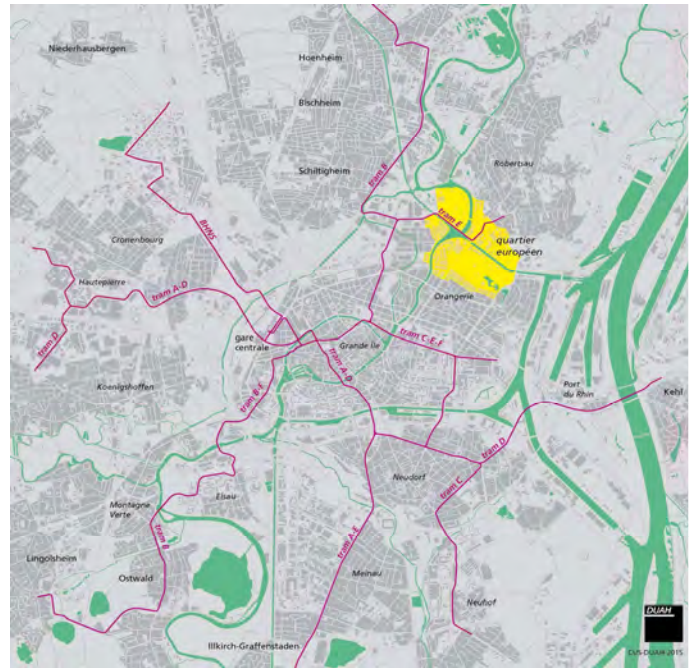 Niederhausbergen
Hoenheim
Bischheim
Schiltigheim
Robertsau
tram B
tram E
quartier
européen
BHNS
Cronenbourg
Hautepierre
tram A-D
tram D
Orangerie
gare
centrale
Grande Île
tram C-E-F
tram A-D
Koenigshoffen
tram B-F
Port
du Rhin
Kehl
tram D
Neudorf
tram C
Elsau
Montagne
Verte
tram B
tram A-E
Lingolsheim
Ostwald
Meinau
Neuhof
Illkirch-Graffenstaden
DUAH
CUS-DUAH-2015